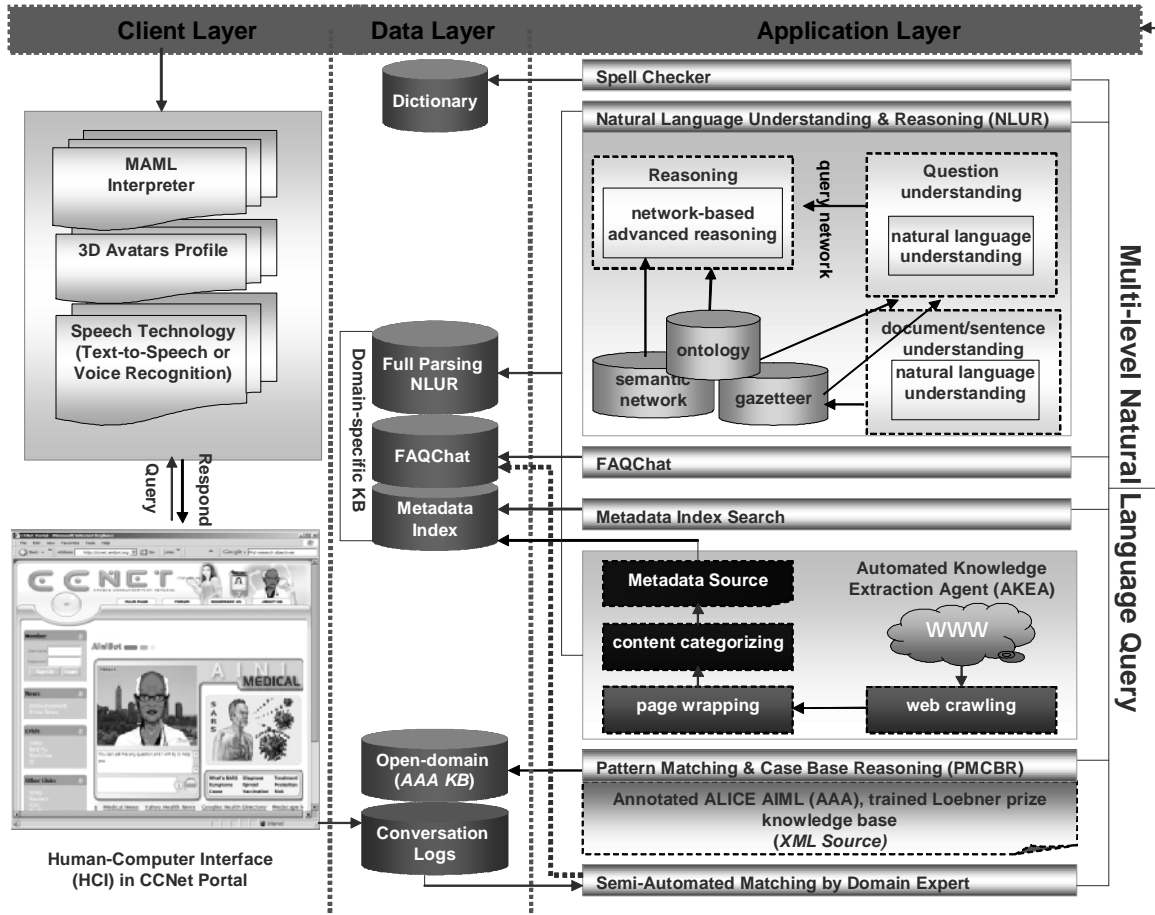 Client Layer
Data Layer
Application Layer
MAML
Interpreter
3D Avatars Profile
Speech Technology
(Text-to-Speech or
Voice Recognition)
Query
Respond
CCNET
AINI
MEDICAL
SARS
Human-Computer Interface
(HCI) in CCNet Portal
Dictionary
Domain-specific KB
Full Parsing
NLUR
FAQChat
Metadata
Index
Open-domain
(AAA KB)
Conversation
Logs
Spell Checker
Natural Language Understanding & Reasoning (NLUR)
Reasoning
network-based
advanced reasoning
query network
Question
understanding
natural language
understanding
ontology
semantic
network
gazetteer
document/sentence
understanding
natural language
understanding
FAQChat
Metadata Index Search
Metadata Source
content categorizing
page wrapping
Automated Knowledge
Extraction Agent (AKEA)
WWW
web crawling
Pattern Matching & Case Base Reasoning (PMCBR)
Annotated ALICE AIML (AAA), trained Loebner prize
knowledge base
(XML Source)
Semi-Automated Matching by Domain Expert
Multi-level Natural Language Query